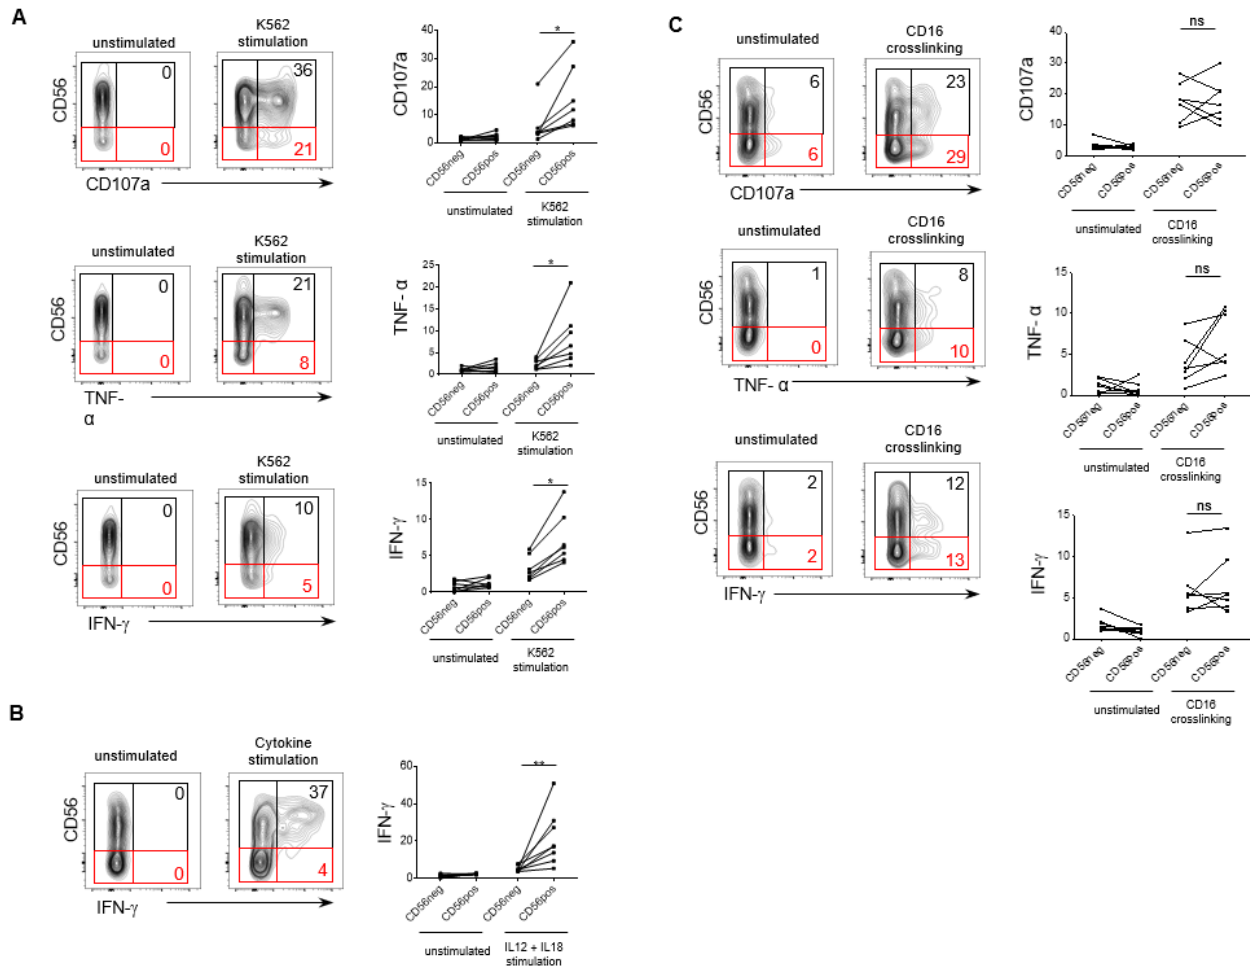 A
unstimulated
K562
stimulation
CD56
0
0
36
21
CD107a
CD107a
40
30
20
10
0
CD56neg
CD56pos
CD56neg
CD56pos
*
unstimulated
K562
stimulation
unstimulated
K562
stimulation
CD56
0
0
21
8
TNF-
α
TNF- α
25
20
15
10
5
0
CD56neg
CD56pos
CD56neg
CD56pos
*
unstimulated
K562
stimulation
unstimulated
K562
stimulation
CD56
0
0
10
5
IFN-γ
IFN-γ
15
10
5
0
CD56neg
CD56pos
CD56neg
CD56pos
*
unstimulated
K562
stimulation
B
unstimulated
Cytokine
stimulation
CD56
0
0
37
4
IFN-γ
IFN-γ
60
40
20
0
CD56neg
CD56pos
CD56neg
CD56pos
**
unstimulated
IL12 + IL18
stimulation
C
unstimulated
CD16
crosslinking
CD56
6
6
23
29
CD107a
CD107a
40
30
20
10
0
CD56neg
CD56pos
CD56neg
CD56pos
ns
unstimulated
CD16
crosslinking
unstimulated
CD16
crosslinking
CD56
1
0
8
10
TNF- α
TNF- α
15
10
5
0
CD56neg
CD56pos
CD56neg
CD56pos
ns
unstimulated
CD16
crosslinking
unstimulated
CD16
crosslinking
CD56
2
2
12
13
IFN-γ
IFN-γ
15
10
5
0
CD56neg
CD56pos
CD56neg
CD56pos
ns
unstimulated
CD16
crosslinking